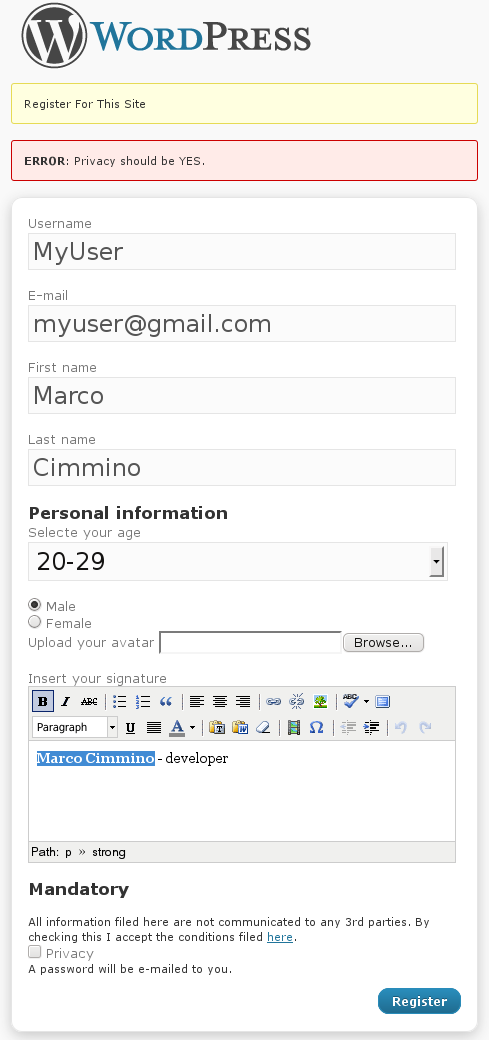 WordPress
Register For This Site
ERROR: Privacy should be YES.
Username
MyUser
E-mail
myuser@gmail.com
First name
Marco
Last name
Cimmino
Personal information
Selecte your age
20-29
Male
Female
Upload your avatar Browse...
Insert your signature
B I ABC ABC
Paragraph U A
Marco Cimmino - developer
Path: p » strong
Mandatory
All information filed here are not communicated to any 3rd parties. By
checking this I accept the conditions filed here.
Privacy
A password will be e-mailed to you.
Register